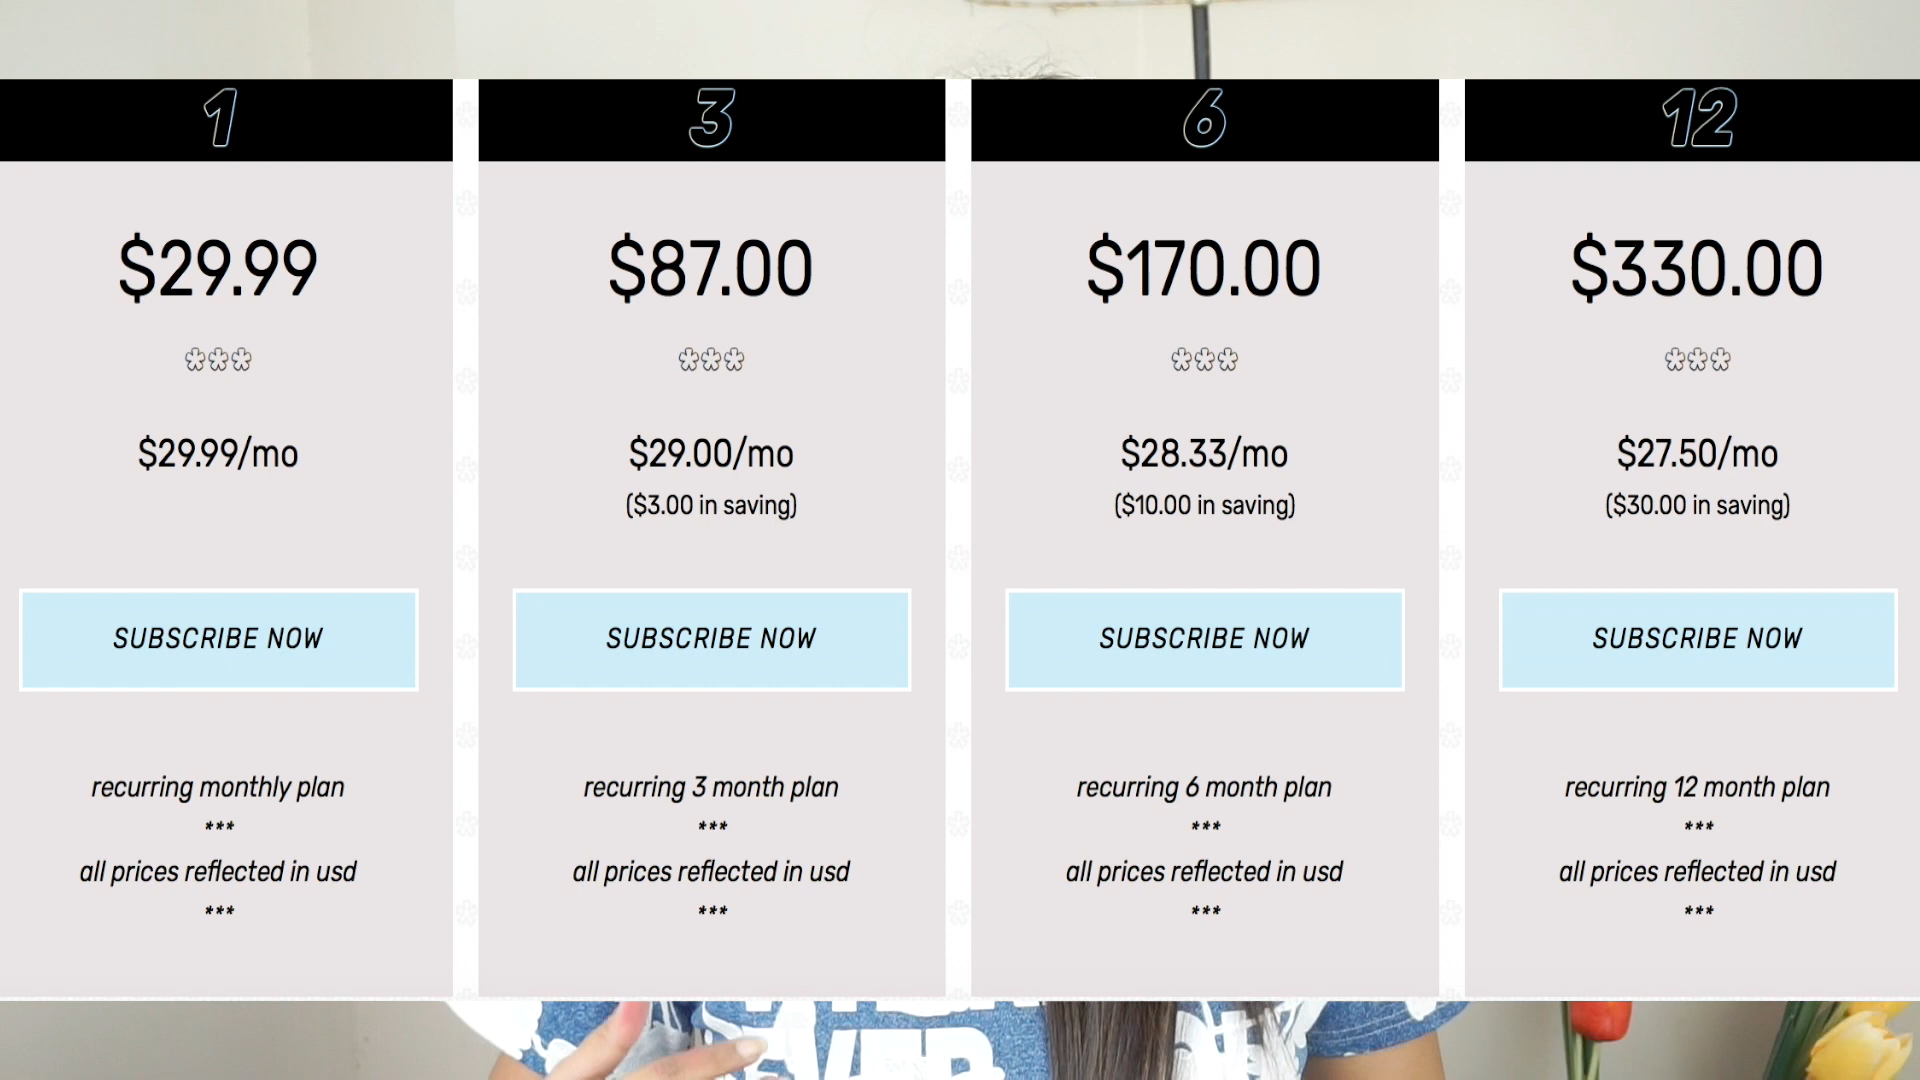 1
$29.99
$29.99/mo
SUBSCRIBE NOW
recurring monthly plan
***
all prices reflected in usd
***
3
$87.00
$29.00/mo
($3.00 in saving)
SUBSCRIBE NOW
recurring 3 month plan
***
all prices reflected in usd
***
6
$170.00
$28.33/mo
($10.00 in saving)
SUBSCRIBE NOW
recurring 6 month plan
***
all prices reflected in usd
***
12
$330.00
$27.50/mo
($30.00 in saving)
SUBSCRIBE NOW
recurring 12 month plan
***
all prices reflected in usd
***